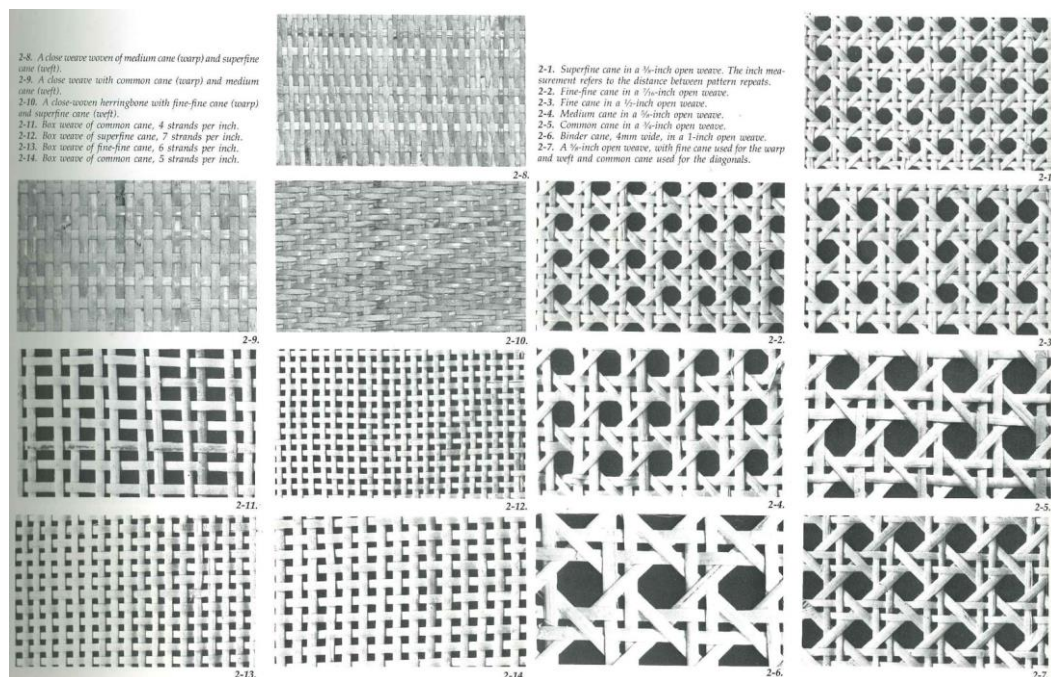 2-8. A close weave woven of medium cane (warp) and superfine
cane (weft).
2-9. A close weave with common cane (warp) and medium
cane (weft).
2-10. A close-woven herringbone with fine-fine cane (warp)
and superfine cane (weft).
2-11. Box weave of common cane, 4 strands per inch.
2-12. Box weave of superfine cane, 7 strands per inch.
2-13. Box weave of fine-fine cane, 6 strands per inch.
2-14. Box weave of common cane, 5 strands per inch.
2-8.
2-9.
2-10.
2-11.
2-12.
2-13.
2-14.
2-1. Superfine cane in a ⅜-inch open weave. The inch mea-
surement refers to the distance between pattern repeats.
2-2. Fine-fine cane in a 7/16-inch open weave.
2-3. Fine cane in a ½-inch open weave.
2-4. Medium cane in a ⅝-inch open weave.
2-5. Common cane in a ¾-inch open weave.
2-6. Binder cane, 4mm wide, in a 1-inch open weave.
2-7. A ⅝-inch open weave, with fine cane used for the warp
and weft and common cane used for the diagonals.
2-1
2-2.
2-3
2-4.
2-5.
2-6.
2-7